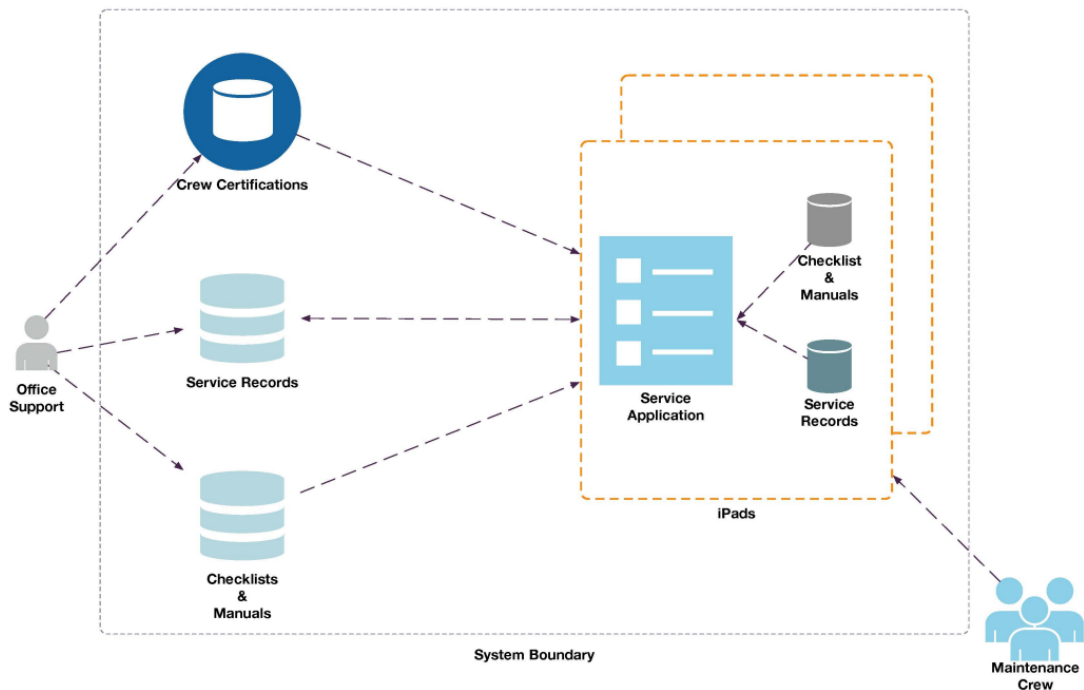 Crew Certifications
Service Records
Office
Support
Checklists
&
Manuals
Service
Application
Checklist
&
Manuals
Service
Records
iPads
System Boundary
Maintenance
Crew